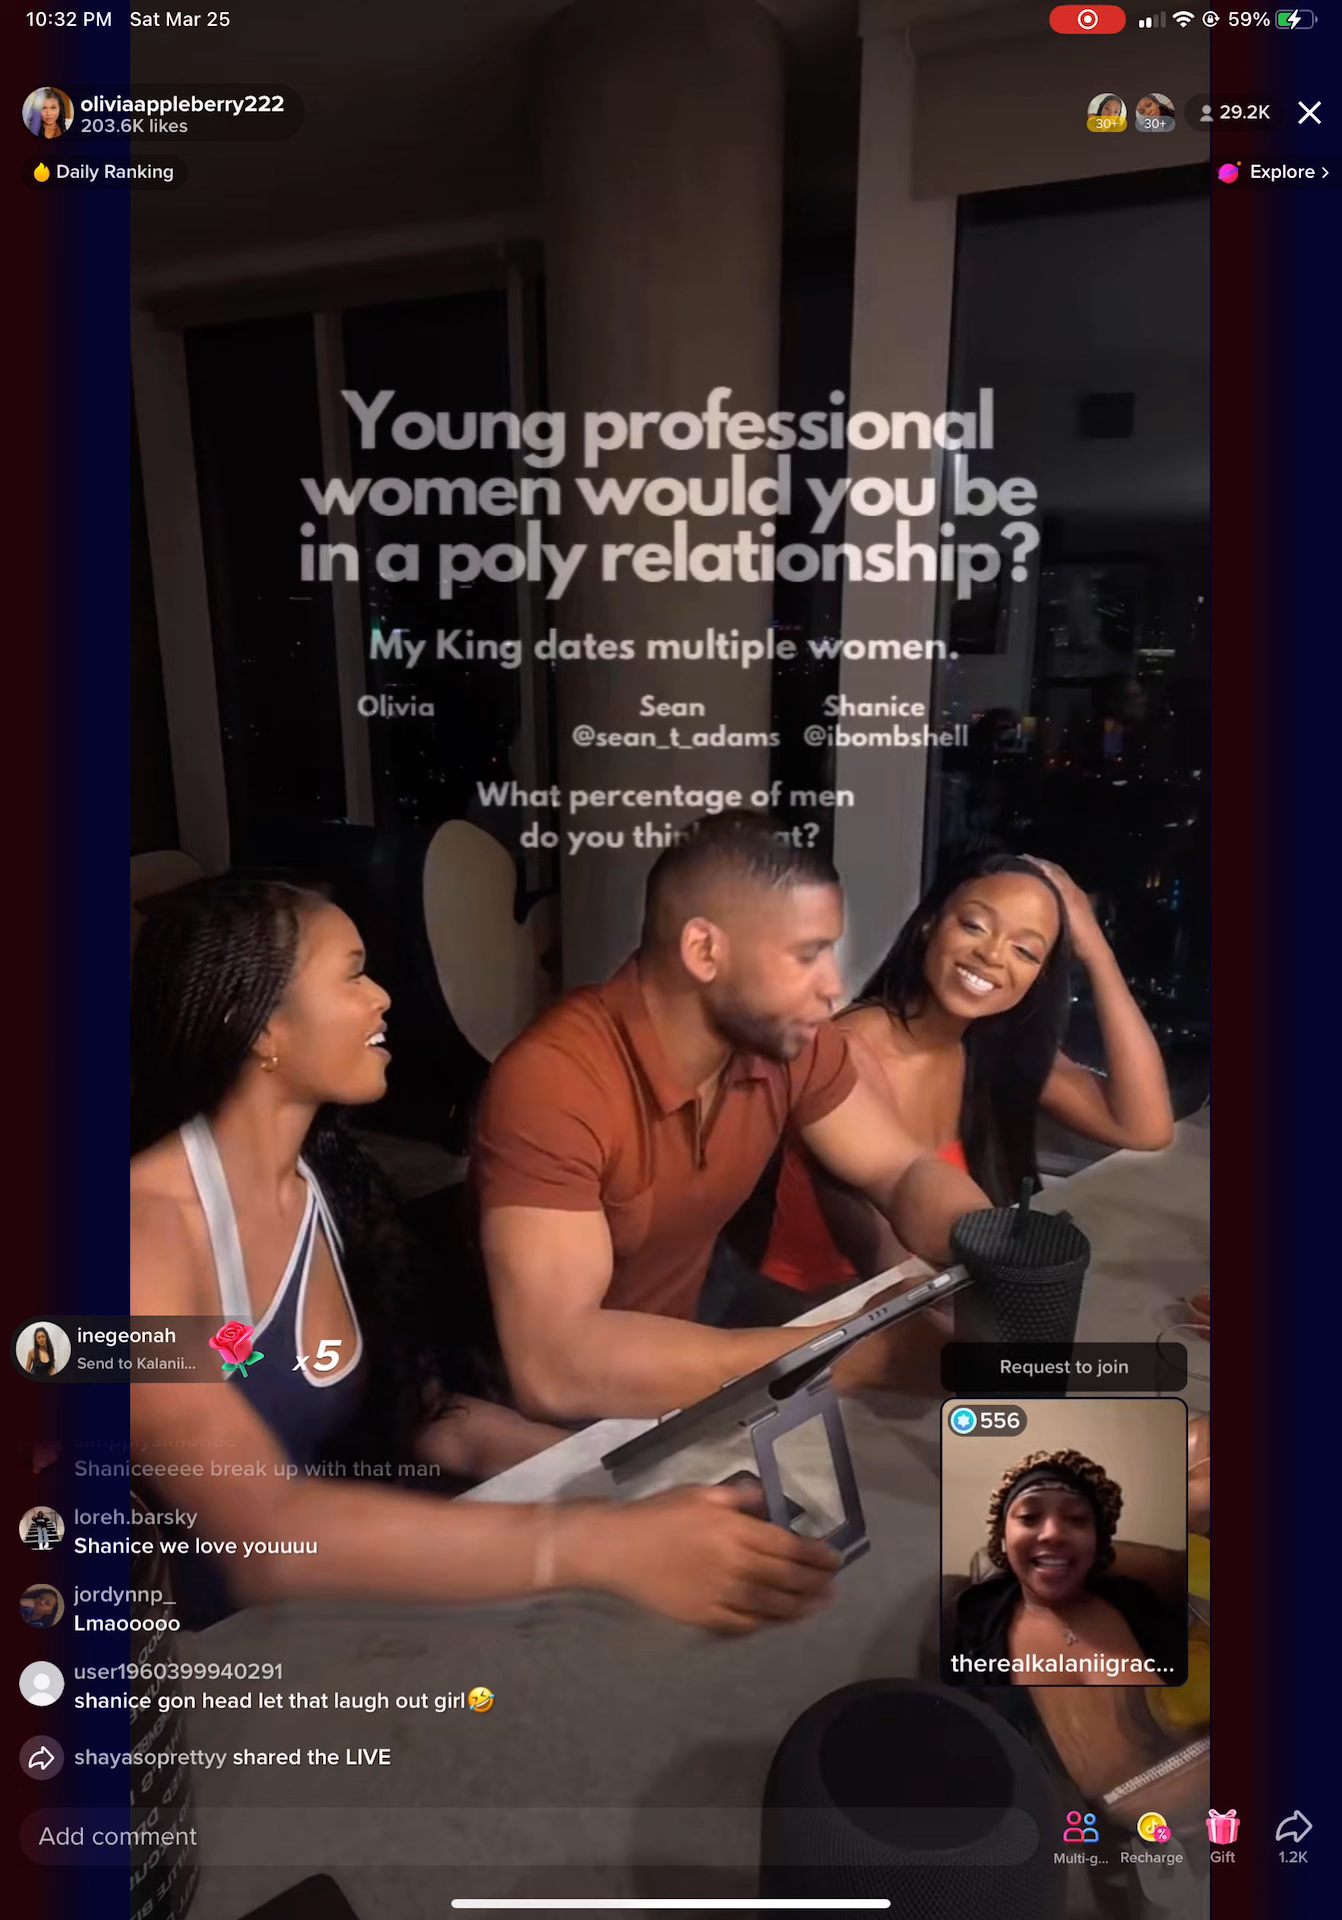 10:32 PM Sat Mar 25
59%
oliviaappleberry222
203.6K likes
30+
30+
29.2K
Daily Ranking
Explore >
Young professional
women would you be
in a poly relationship?
My King dates multiple women.
Olivia Sean Shanice
@sean_t_adams @ibombshell
What percentage of men
do you
inegeonah
Send to Kalanii...
x5
Request to join
556
Shaniceeeee break up with that man
loreh.barsky
Shanice we love youuuu
jordynnp_
Lmaooooo
therealkalaniigrac...
user1960399940291
shanice gon head let that laugh out girl🤣
shayasoprettyy shared the LIVE
Add comment
Multi-g...
Recharge
Gift
1.2K